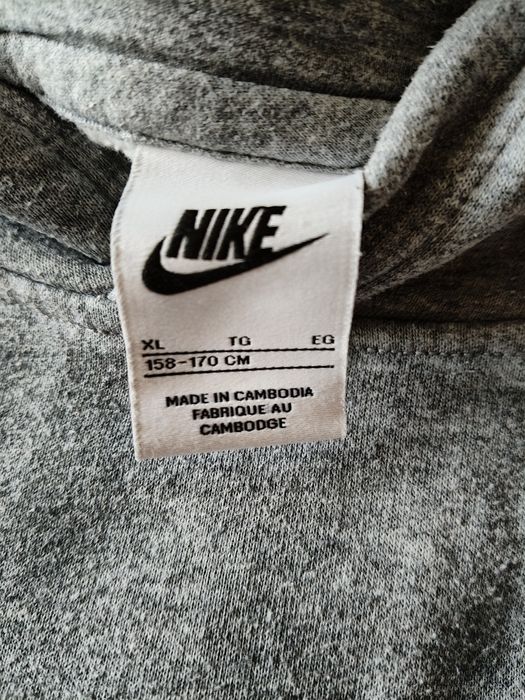 NIKE
XL TG EG
158-170 CM
MADE IN CAMBODIA
FABRIQUE AU
CAMBODGE